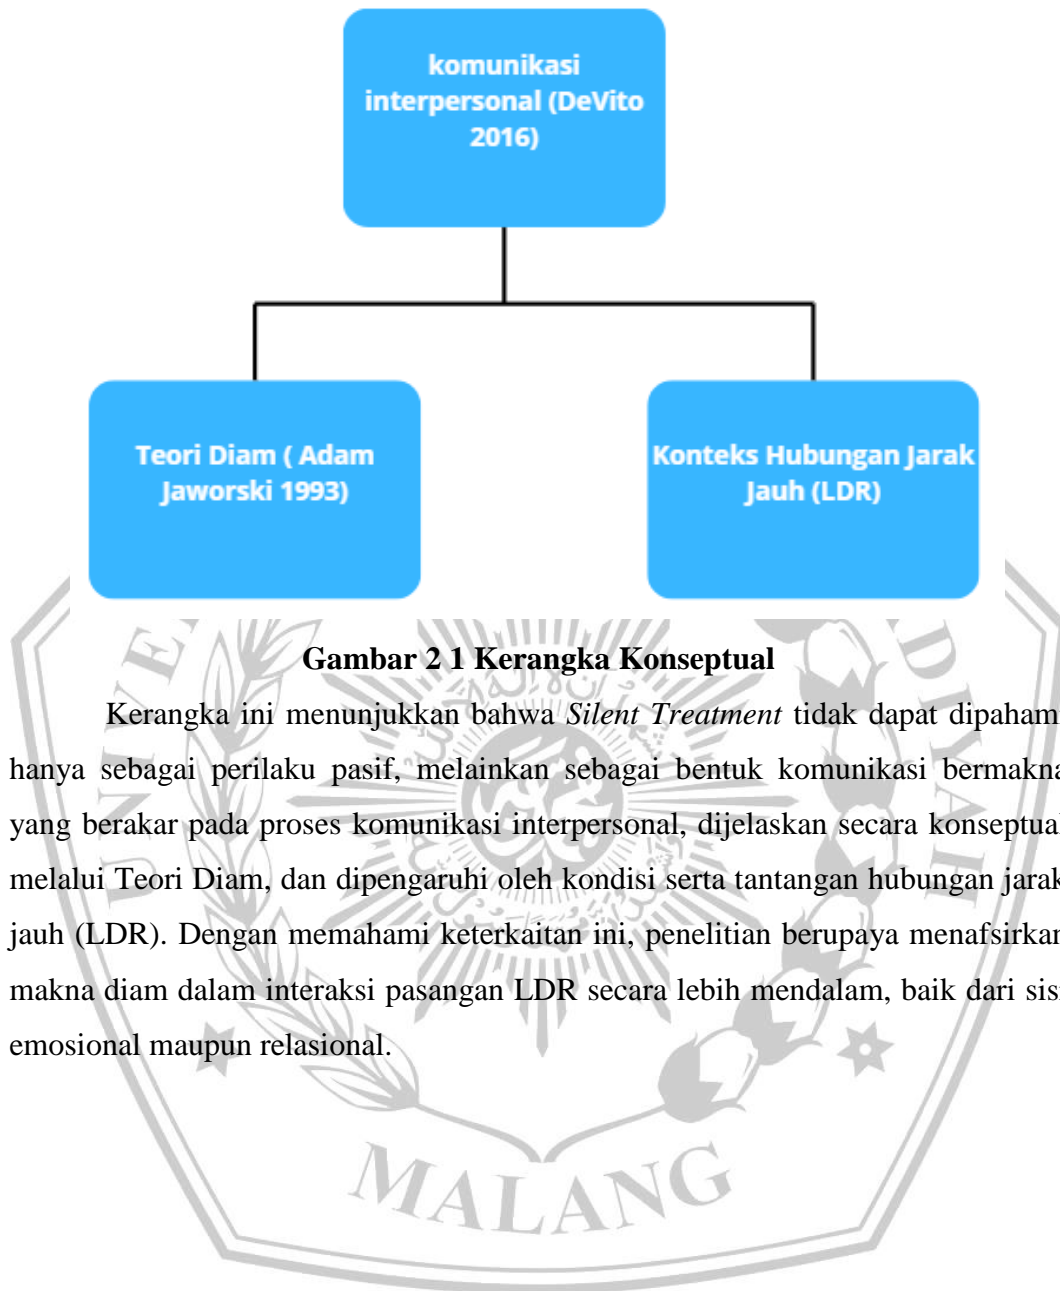 komunikasi
interpersonal (DeVito
2016)
Teori Diam ( Adam
Jaworski 1993)
Konteks Hubungan Jarak
Jauh (LDR)
Gambar 2 1 Kerangka Konseptual
Kerangka ini menunjukkan bahwa Silent Treatment tidak dapat dipahami
hanya sebagai perilaku pasif, melainkan sebagai bentuk komunikasi bermakna
yang berakar pada proses komunikasi interpersonal, dijelaskan secara konseptual
melalui Teori Diam, dan dipengaruhi oleh kondisi serta tantangan hubungan jarak
jauh (LDR). Dengan memahami keterkaitan ini, penelitian berupaya menafsirkan
makna diam dalam interaksi pasangan LDR secara lebih mendalam, baik dari sisi
emosional maupun relasional.
MALANG